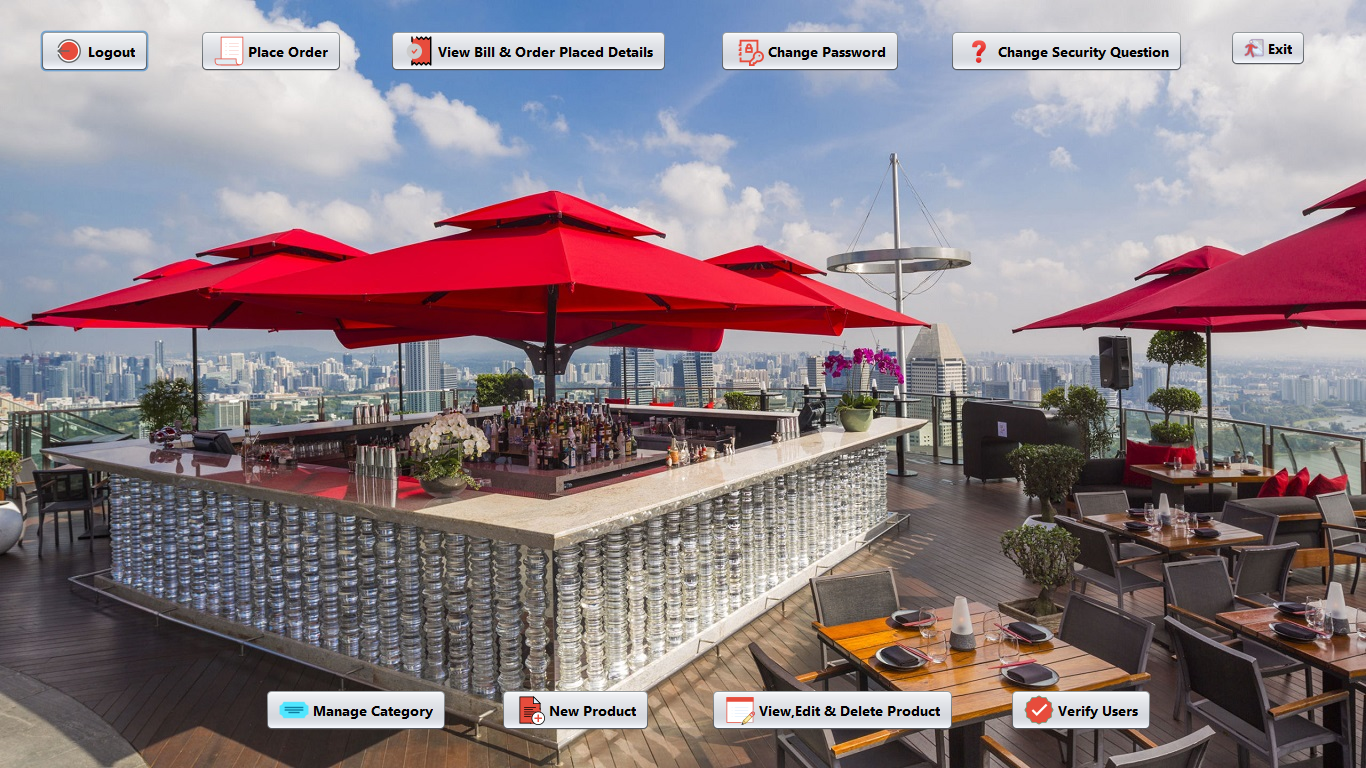 Logout
Place Order
View Bill & Order Placed Details
Change Password
? Change Security Question
Exit
Manage Category
New Product
View,Edit & Delete Product
Verify Users